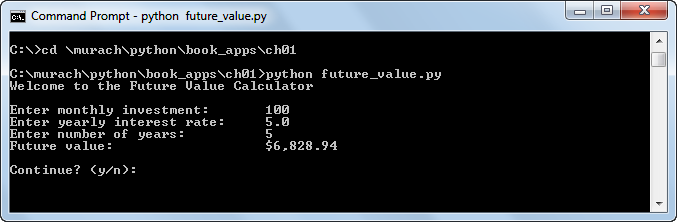 Command Prompt - python future_value.py
C:\>cd \murach\python\book_apps\ch01
C:\murach\python\book_apps\ch01>python future_value.py
Welcome to the Future Value Calculator
Enter monthly investment: 100
Enter yearly interest rate: 5.0
Enter number of years: 5
Future value: $6,828.94
Continue? (y/n):